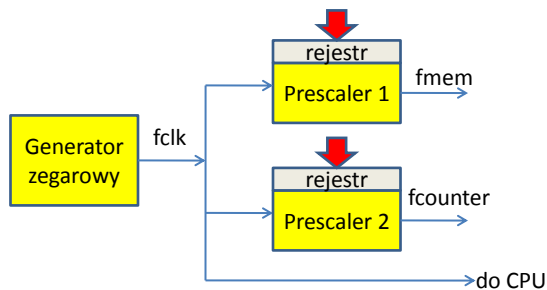 rejestr
Prescaler 1
fmem
Generator
zegarowy
fclk
rejestr
Prescaler 2
fcounter
do CPU